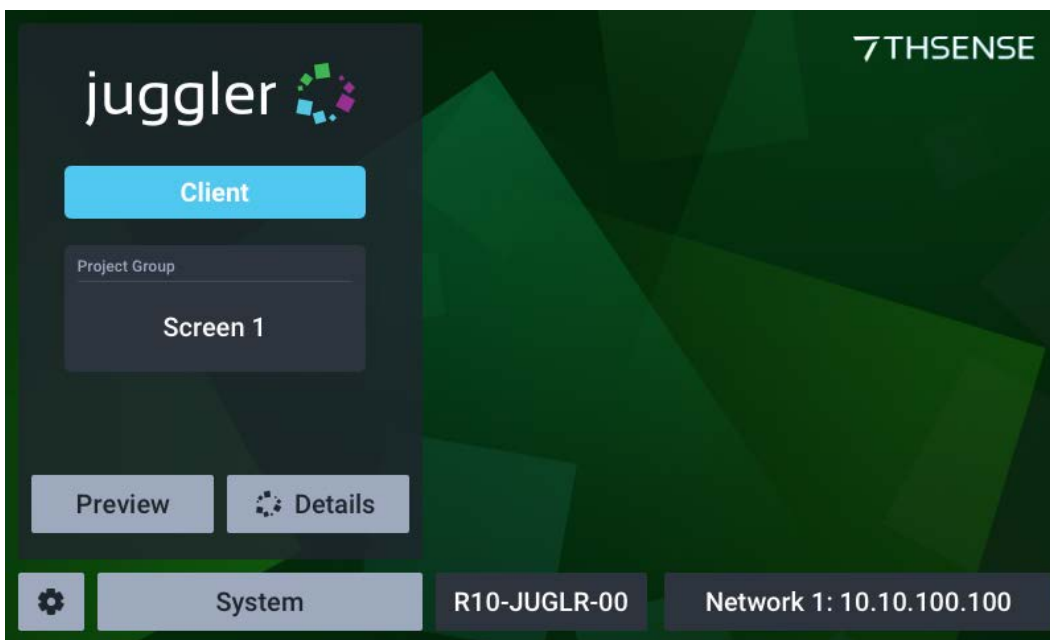 7THSENSE
juggler
Client
Project Group
Screen 1
Preview
Details
System
R10-JUGLR-00
Network 1: 10.10.100.100